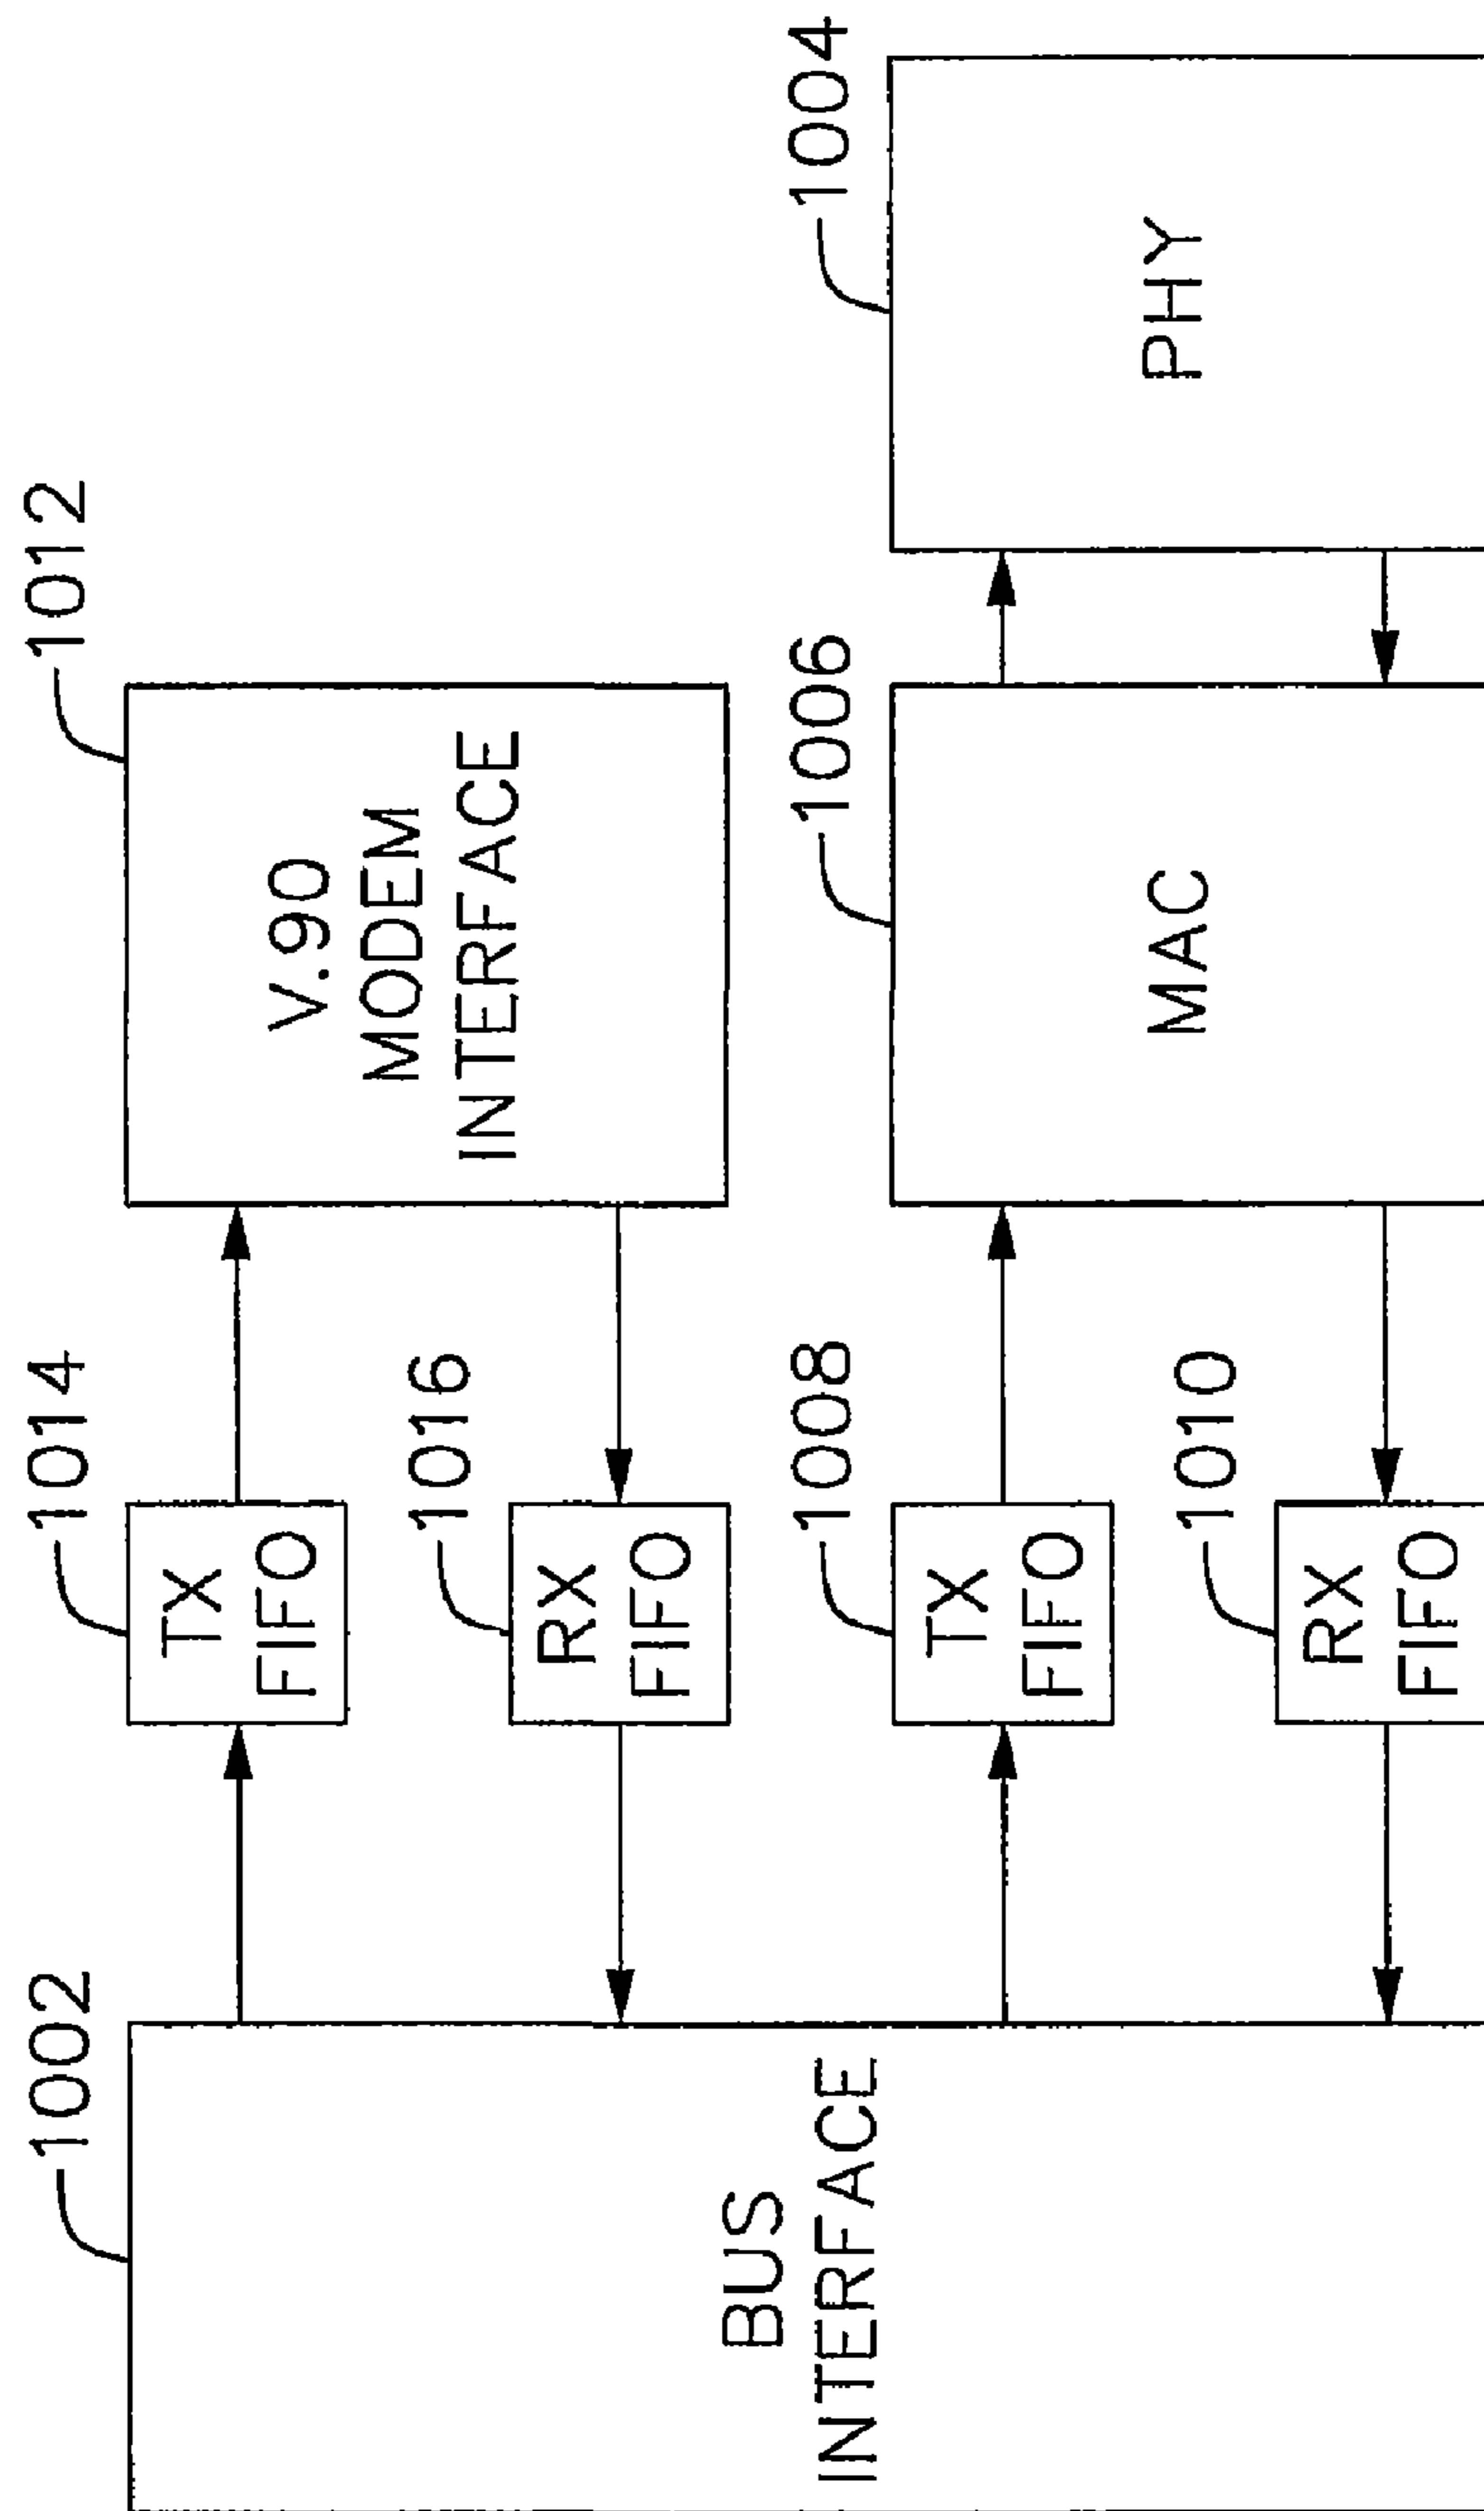 1002
BUS
INTERFACE
1014
TX
FIFO
1016
RX
FIFO
1008
TX
FIFO
1010
RX
FIFO
1012
V.90
MODEM
INTERFACE
1006
MAC
1004
PHY